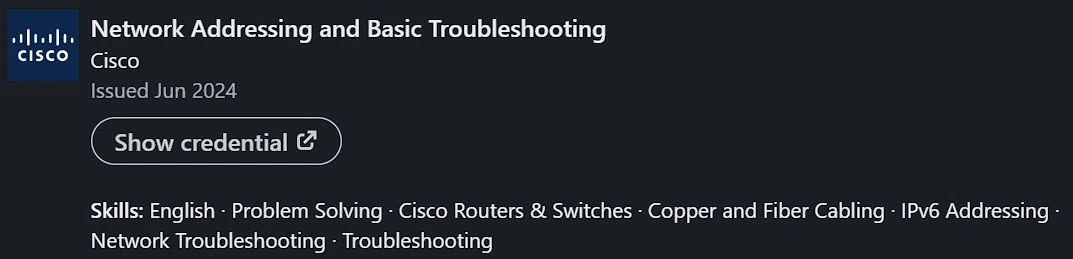 CISCO
Network Addressing and Basic Troubleshooting
Cisco
Issued Jun 2024
Show credential
Skills: English · Problem Solving · Cisco Routers & Switches · Copper and Fiber Cabling · IPv6 Addressing ·
Network Troubleshooting · Troubleshooting